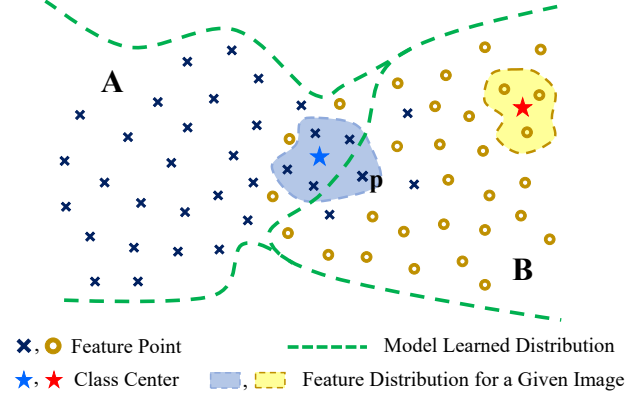 A
p
B
, Feature Point
Model Learned Distribution
, Class Center
, Feature Distribution for a Given Image